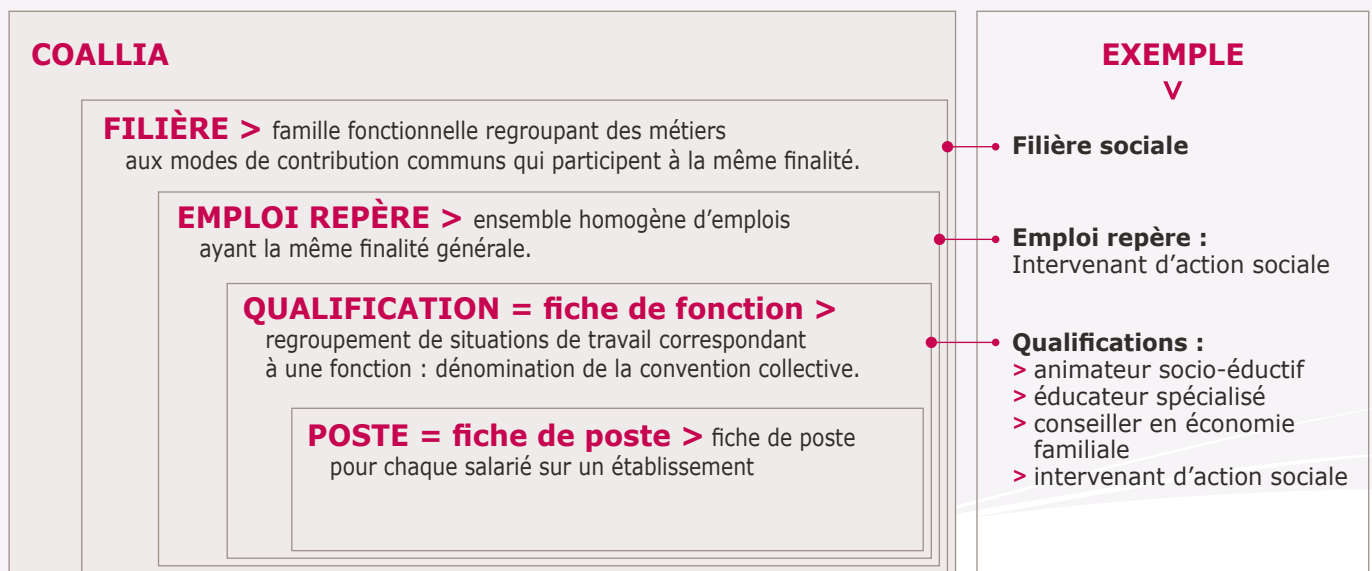 COALLIA
FILIÈRE > famille fonctionnelle regroupant des métiers
aux modes de contribution communs qui participent à la même finalité.
EMPLOI REPÈRE > ensemble homogène d’emplois
ayant la même finalité générale.
QUALIFICATION = fiche de fonction >
regroupement de situations de travail correspondant
à une fonction : dénomination de la convention collective.
POSTE = fiche de poste > fiche de poste
pour chaque salarié sur un établissement
EXEMPLE
>
Filière sociale
Emploi repère :
Intervenant d’action sociale
Qualifications :
> animateur socio-éductif
> éducateur spécialisé
> conseiller en économie
familiale
> intervenant d’action sociale